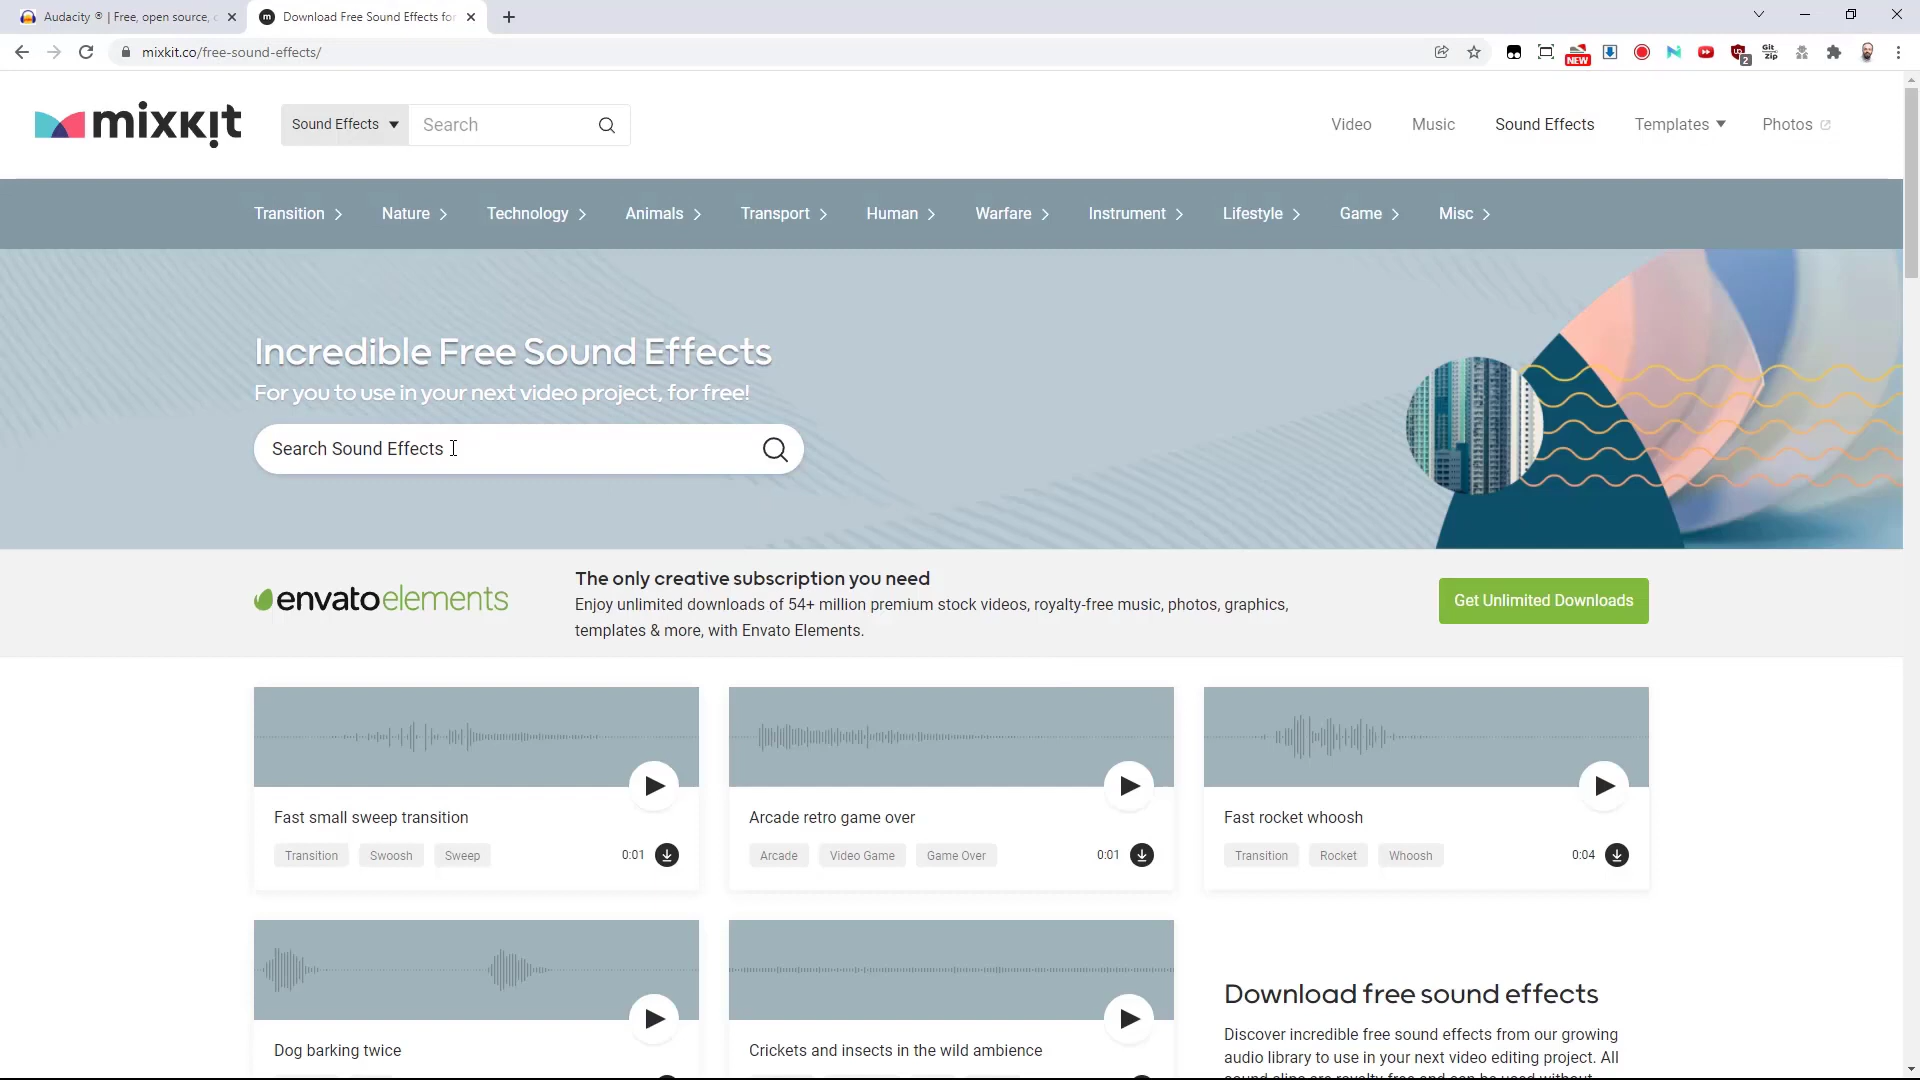 Audacity ® | Free, open source, c
Download Free Sound Effects for
mixkit.co/free-sound-effects/
NEW
2
Git
Zip
mixkit
Sound Effects
Search
Video
Music
Sound Effects
Templates
Photos
Transition
Nature
Technology
Animals
Transport
Human
Warfare
Instrument
Lifestyle
Game
Misc
Incredible Free Sound Effects
For you to use in your next video project, for free!
Search Sound Effects
envatoelements
The only creative subscription you need
Enjoy unlimited downloads of 54+ million premium stock videos, royalty-free music, photos, graphics,
templates & more, with Envato Elements.
Get Unlimited Downloads
Fast small sweep transition
Transition
Swoosh
Sweep
0:01
Arcade retro game over
Arcade
Video Game
Game Over
0:01
Fast rocket whoosh
Transition
Rocket
Whoosh
0:04
Dog barking twice
Crickets and insects in the wild ambience
Download free sound effects
Discover incredible free sound effects from our growing
audio library to use in your next video editing project. All